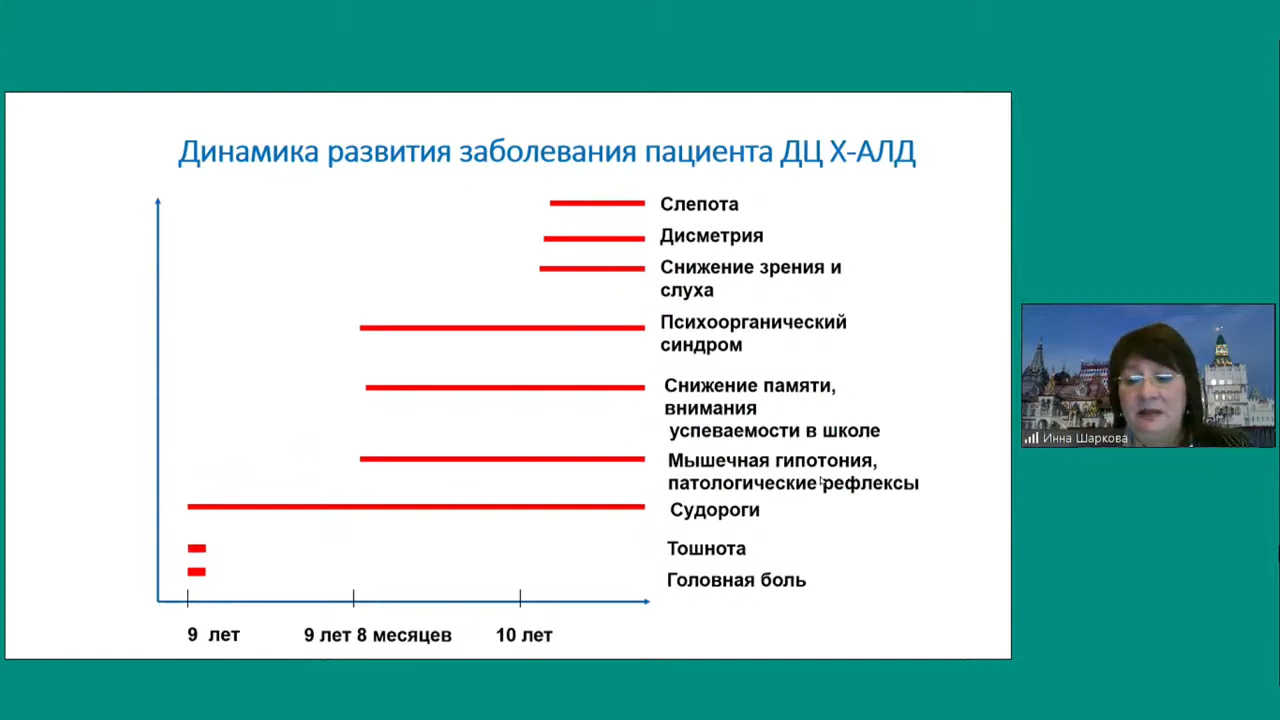 Динамика развития заболевания пациента ДЦ Х-АЛД
Слепота
Дисметрия
Снижение зрения и
слуха
Психоорганический
синдром
Снижение памяти,
внимания
успеваемости в школе
Мышечная гипотония,
патологические рефлексы
Судороги
Тошнота
Головная боль
9 лет
9 лет 8 месяцев
10 лет
Инна Шаркова